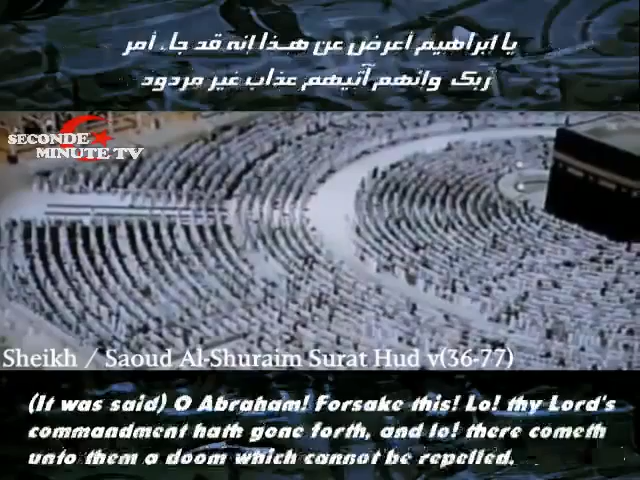 يا ابراهيم أعرض عن هذا إنه قد جاء أمر
ربك وانهم آتيهم عذاب غير مردود
SECONDE
MINUTE TV
Sheikh / Saoud Al-Shuraim Surat Hud v(36-77)
(It was said) O Abraham! Forsake this! Lo! thy Lord's
commandment hath gone forth, and lo! there cometh
unto them a doom which cannot be repelled.